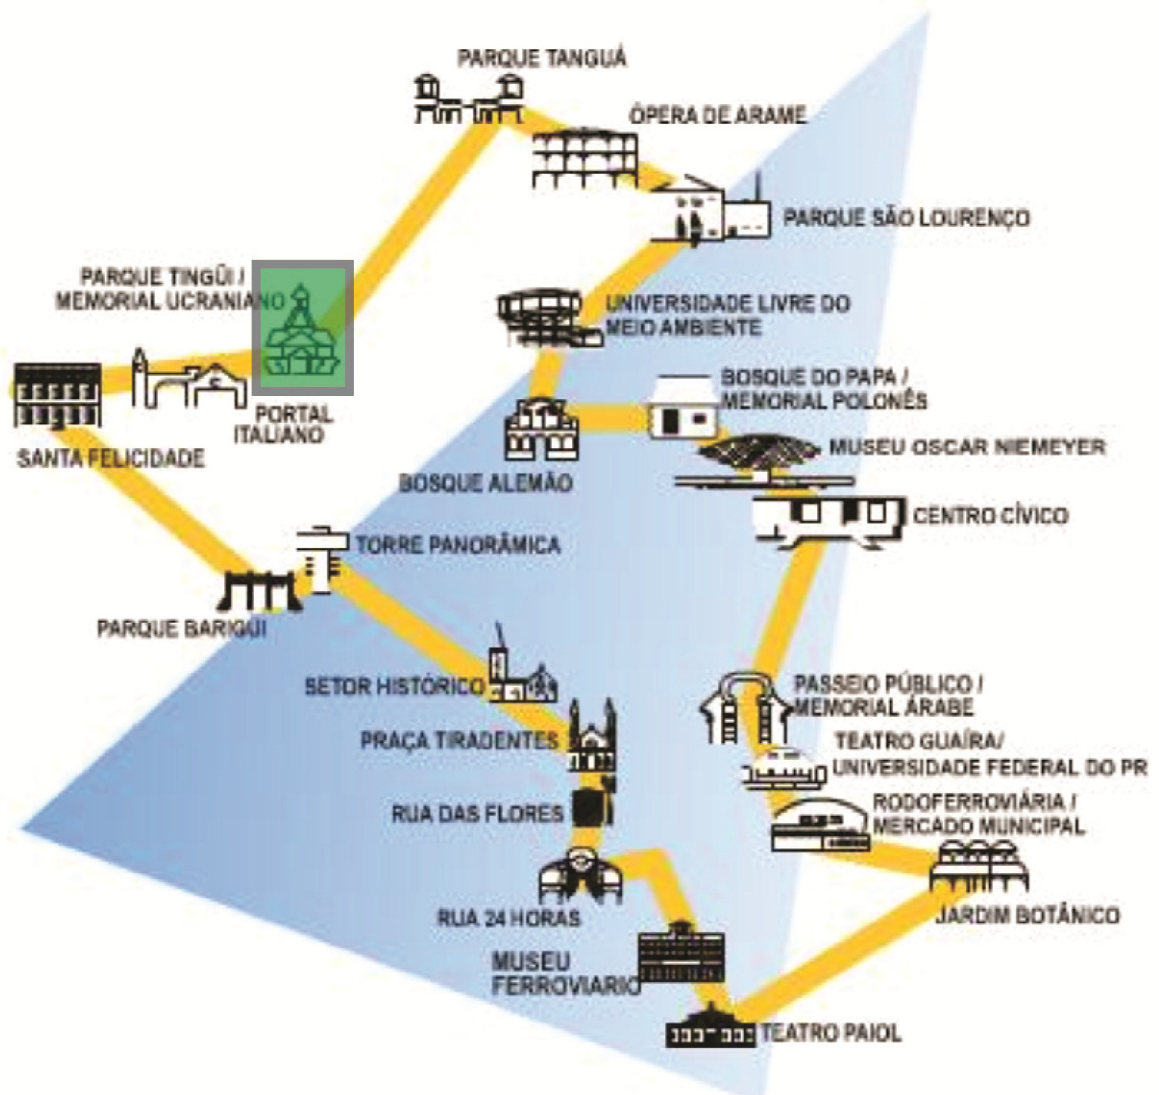 PARQUE TANGUÁ
ÓPERA DE ARAME
PARQUE SÃO LOURENÇO
PARQUE TINGÜI /
MEMORIAL UCRANIANO
UNIVERSIDADE LIVRE DO
MEIO AMBIENTE
BOSQUE DO PAPA /
MEMORIAL POLONÊS
PORTAL
ITALIANO
SANTA FELICIDADE
MUSEU OSCAR NIEMEYER
BOSQUE ALEMÃO
CENTRO CÍVICO
TORRE PANORÂMICA
PARQUE BARIGÜI
SETOR HISTÓRICO
PASSEIO PÚBLICO /
MEMORIAL ÁRABE
PRAÇA TIRADENTES
TEATRO GUAÍRA/
UNIVERSIDADE FEDERAL DO PR
RUA DAS FLORES
RODOFERROVIÁRIA /
MERCADO MUNICIPAL
RUA 24 HORAS
JARDIM BOTÂNICO
MUSEU
FERROVIARIO
TEATRO PAIOL